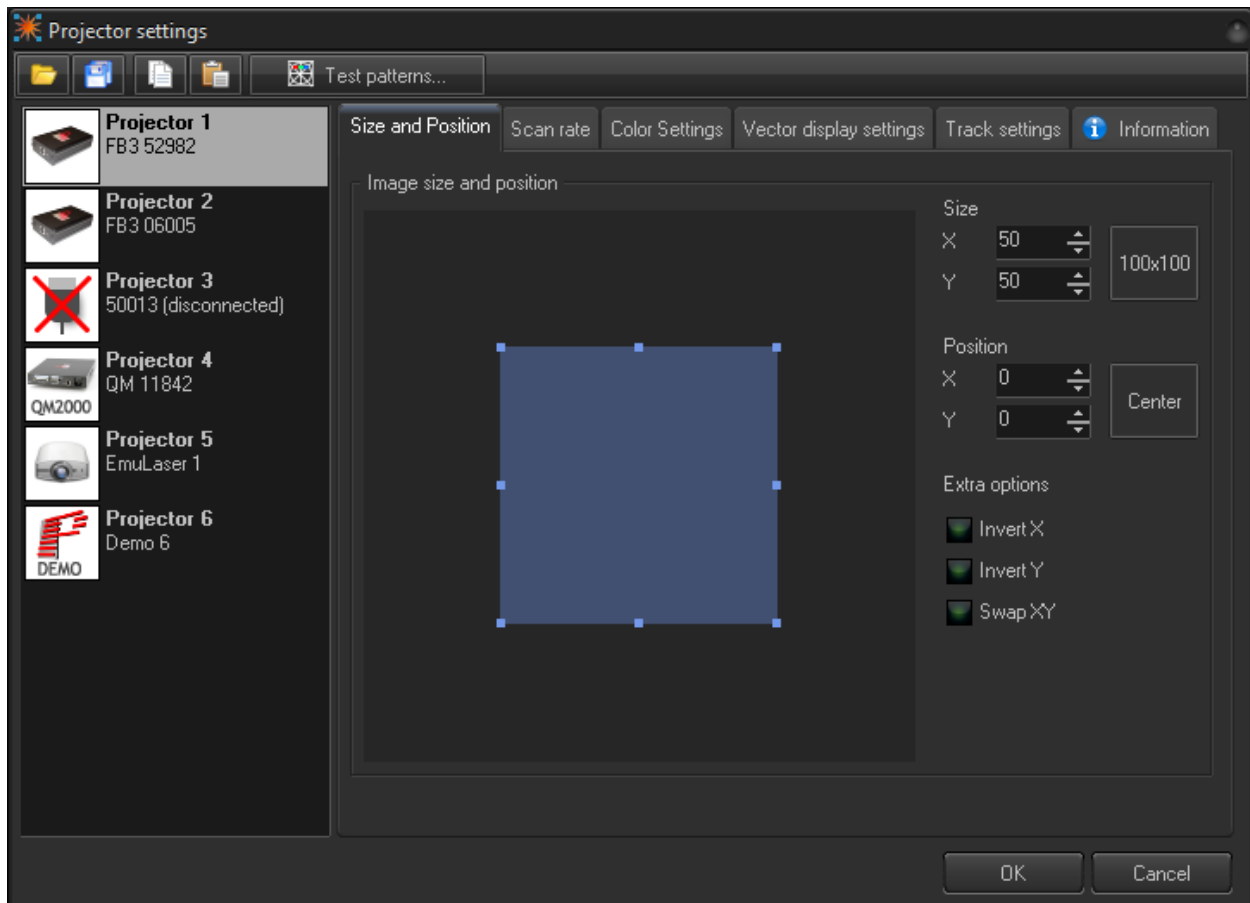 Projector settings
Test patterns...
Projector 1
FB3 52982
Projector 2
FB3 06005
Projector 3
50013 (disconnected)
Projector 4
QM 11842
QM2000
Projector 5
EmuLaser 1
Projector 6
Demo 6
DEMO
Size and Position
Scan rate
Color Settings
Vector display settings
Track settings
Information
Image size and position
Size
X 50
Y 50
100x100
Position
X 0
Y 0
Center
Extra options
Invert X
Invert Y
Swap XY
OK
Cancel